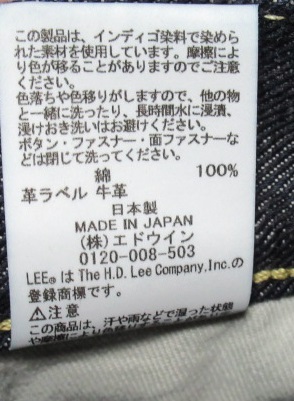 この製品は、インディゴ染料で染めら
れた素材を使用しています。摩擦によ
り色が移ることがありますのでご注意
ください。
色落ちや色移りがしますので、他の物
と一緒に洗ったり、長時間水に浸漬、
浸けおき洗いはお避けください。
ボタン・ファスナー・面ファスナーな
どは閉じて洗ってください。
綿 100%
革ラベル 牛革
日本製
MADE IN JAPAN
(株)エドウイン
0120-008-503
LEE® は The H.D. Lee Company,Inc.の
登録商標です。
⚠注意
この商品は、汗や雨などで湿った状態